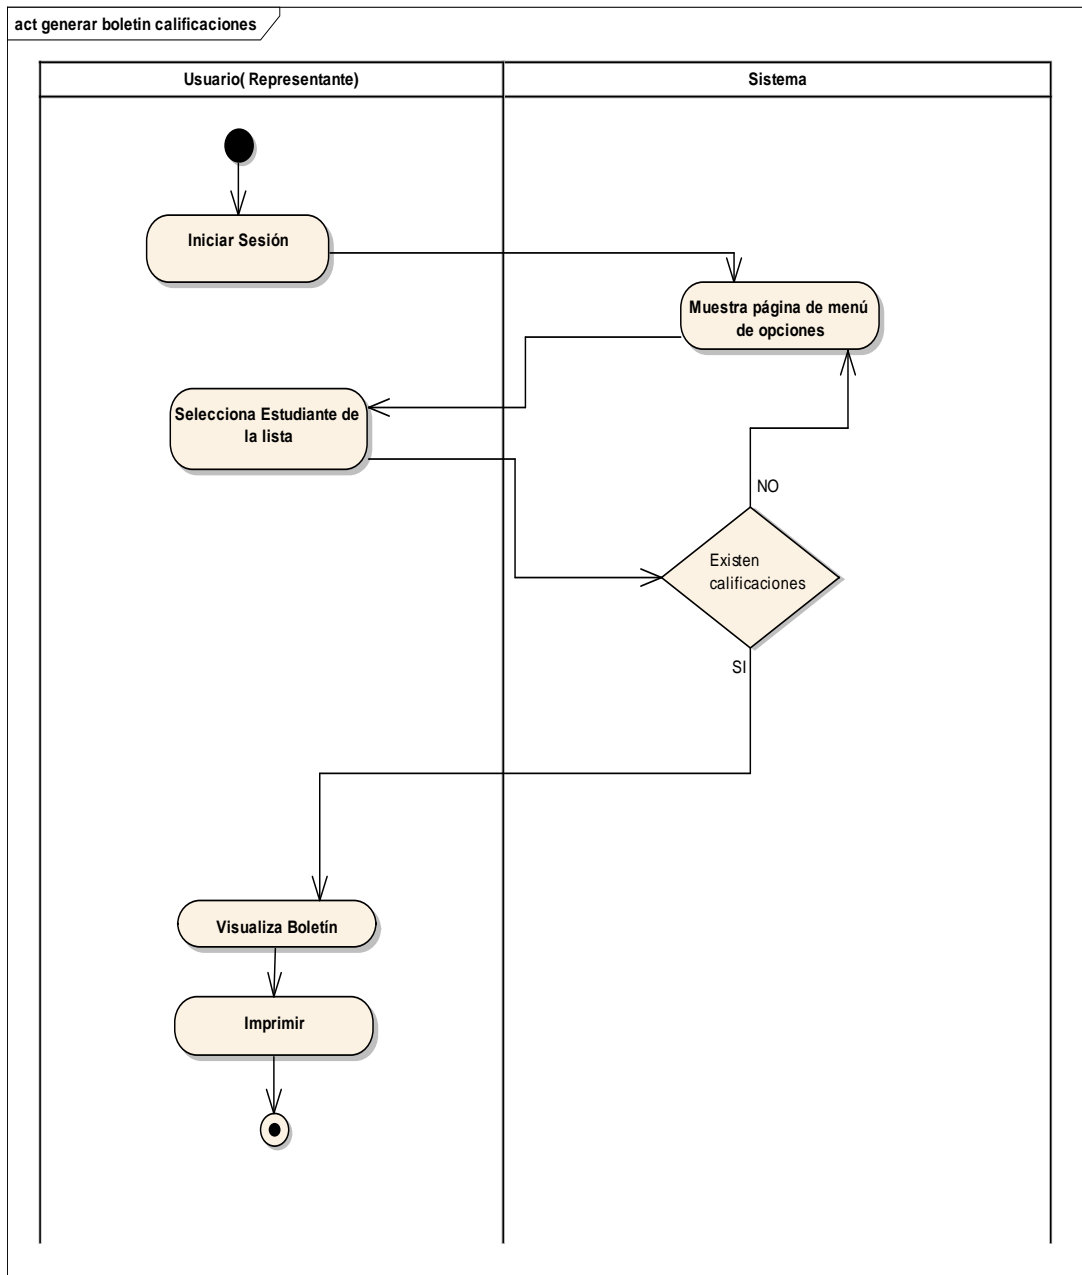 act generar boletin calificaciones
Usuario( Representante)
Sistema
Iniciar Sesión
Muestra página de menú
de opciones
Selecciona Estudiante de
la lista
NO
Existen
calificaciones
SI
Visualiza Boletín
Imprimir